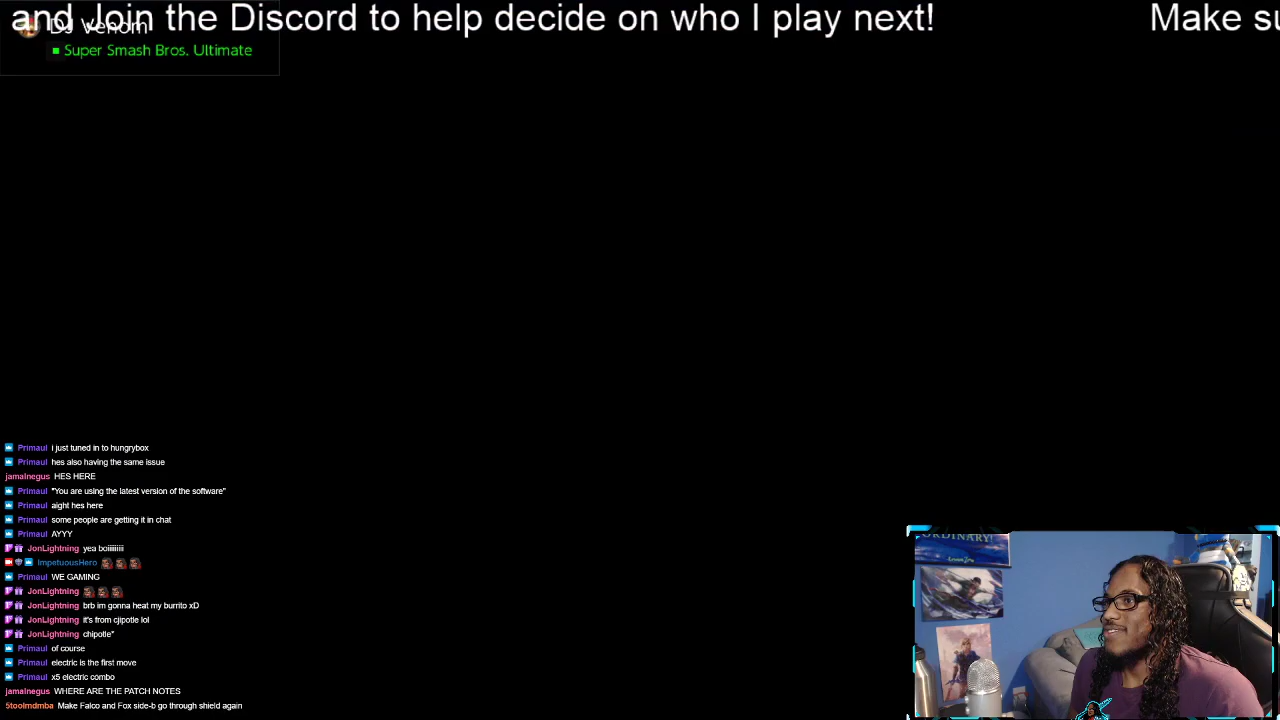 and Join the Discord to help decide on who I play next! Make su
DJ Venom
Super Smash Bros. Ultimate
Primaul i just tuned in to hungrybox
Primaul hes also having the same issue
jamalnegus HES HERE
Primaul "You are using the latest version of the software"
Primaul aight hes here
Primaul some people are getting it in chat
Primaul AYYY
JonLightning yea boiiiiiiii
ImpetuousHero
Primaul WE GAMING
JonLightning
JonLightning brb im gonna heat my burrito xD
JonLightning it's from cjipotle lol
JonLightning chipotle"
Primaul of course
Primaul electric is the first move
Primaul x5 electric combo
jamalnegus WHERE ARE THE PATCH NOTES
5toolmdmba Make Falco and Fox side-b go through shield again
ORDINARY!